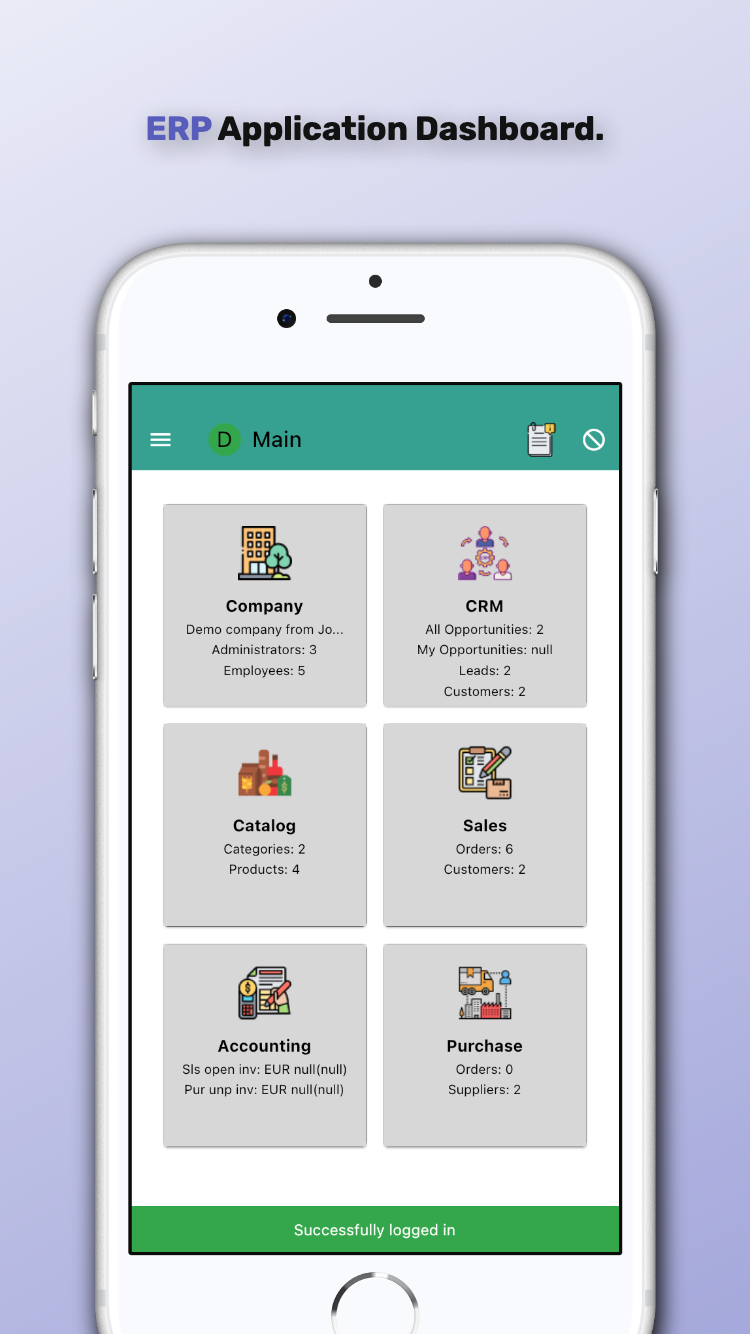 ERP Application Dashboard.
D Main
Company
Demo company from Jo...
Administrators: 3
Employees: 5
CRM
All Opportunities: 2
My Opportunities: null
Leads: 2
Customers: 2
Catalog
Categories: 2
Products: 4
Sales
Orders: 6
Customers: 2
Accounting
Sls open inv: EUR null(null)
Pur unp inv: EUR null(null)
Purchase
Orders: 0
Suppliers: 2
Successfully logged in